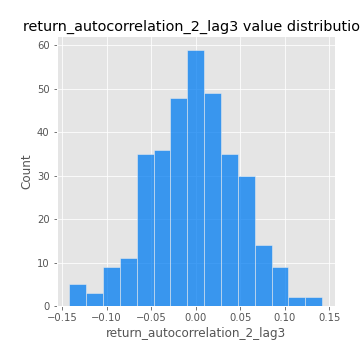 return_autocorrelation_2_lag3 value distributio
60
50
40
30
20
10
0
Count
−0.15 −0.10 −0.05 0.00 0.05 0.10 0.15
return_autocorrelation_2_lag3